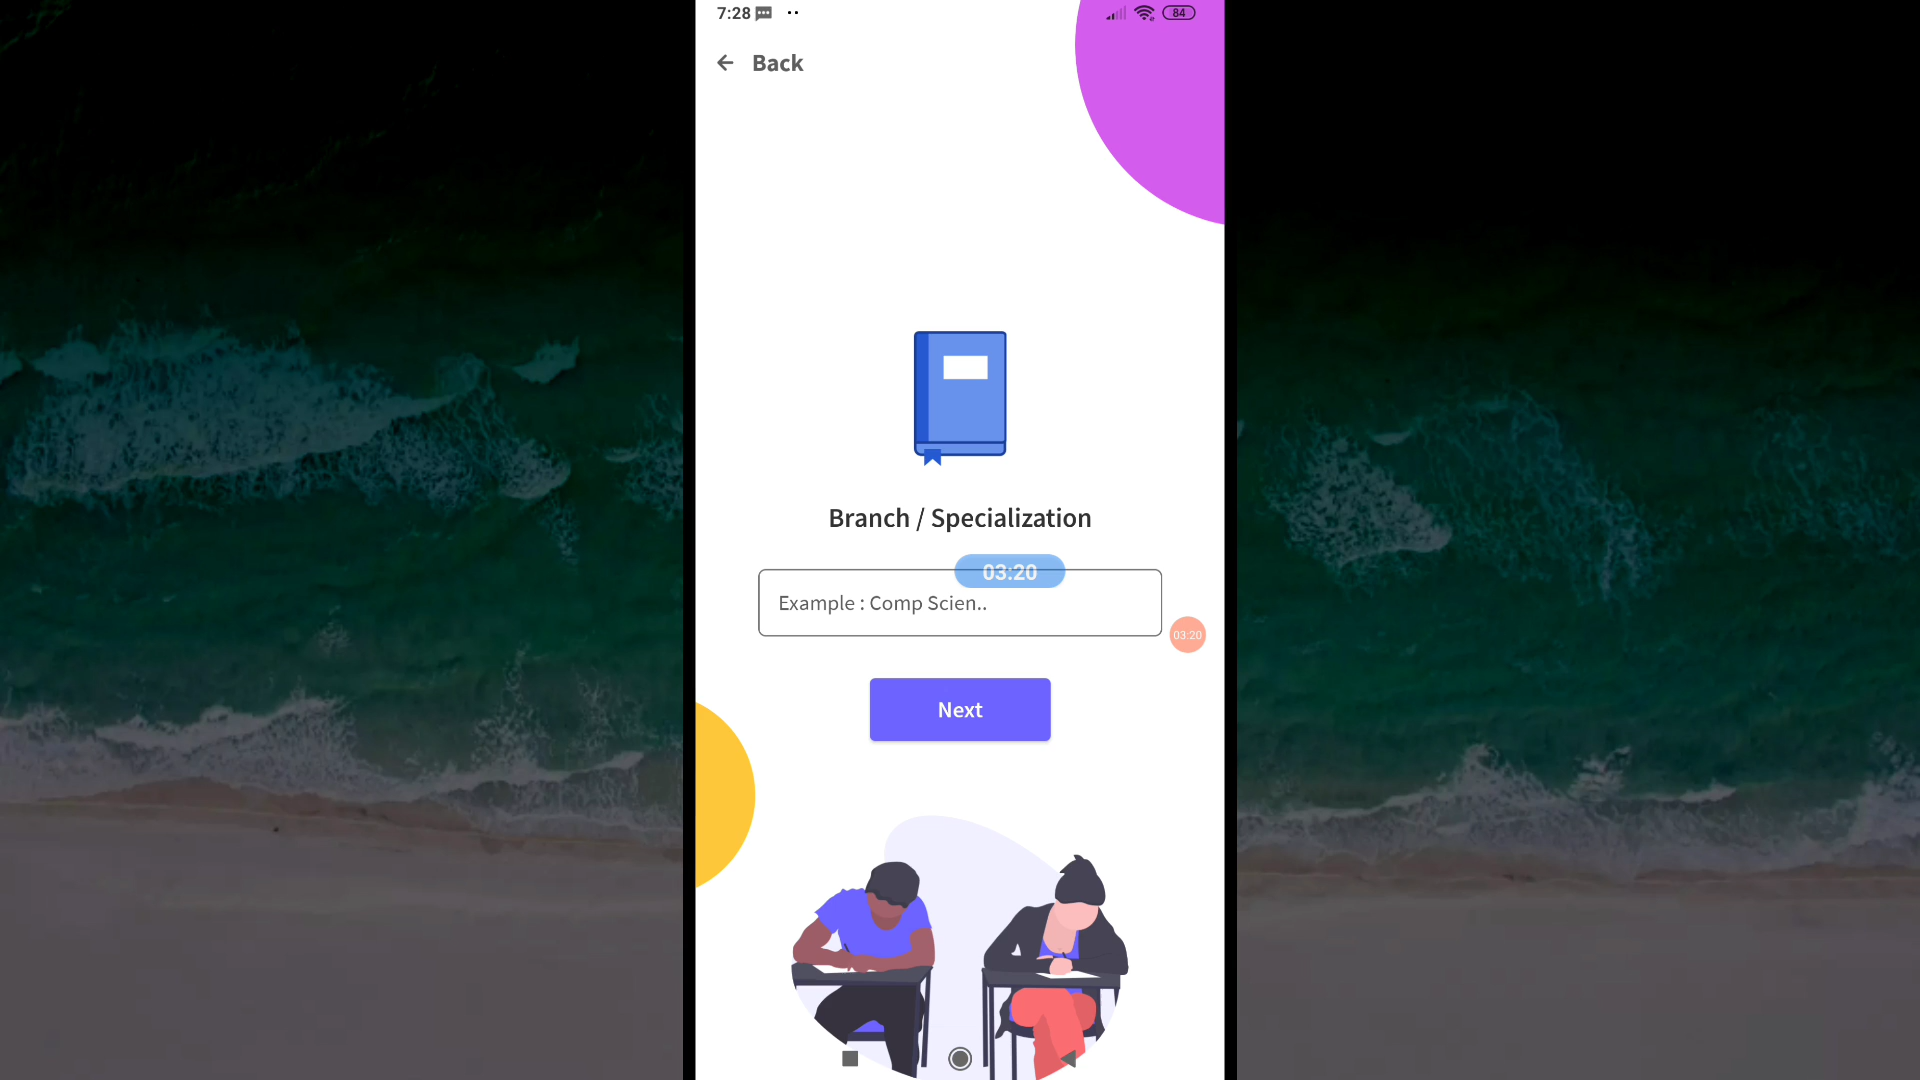 7:28
84
Back
Branch / Specialization
03:20
Example : Comp Scien..
03:20
Next